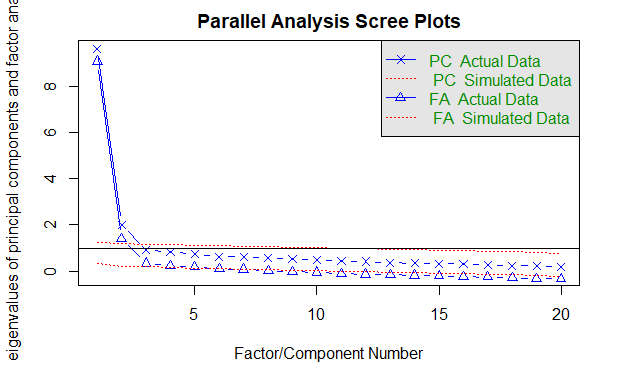 Parallel Analysis Scree Plots
eigenvalues of principal components and factor
PC Actual Data
PC Simulated Data
FA Actual Data
FA Simulated Data
0
2
4
6
8
5
10
15
20
Factor/Component Number